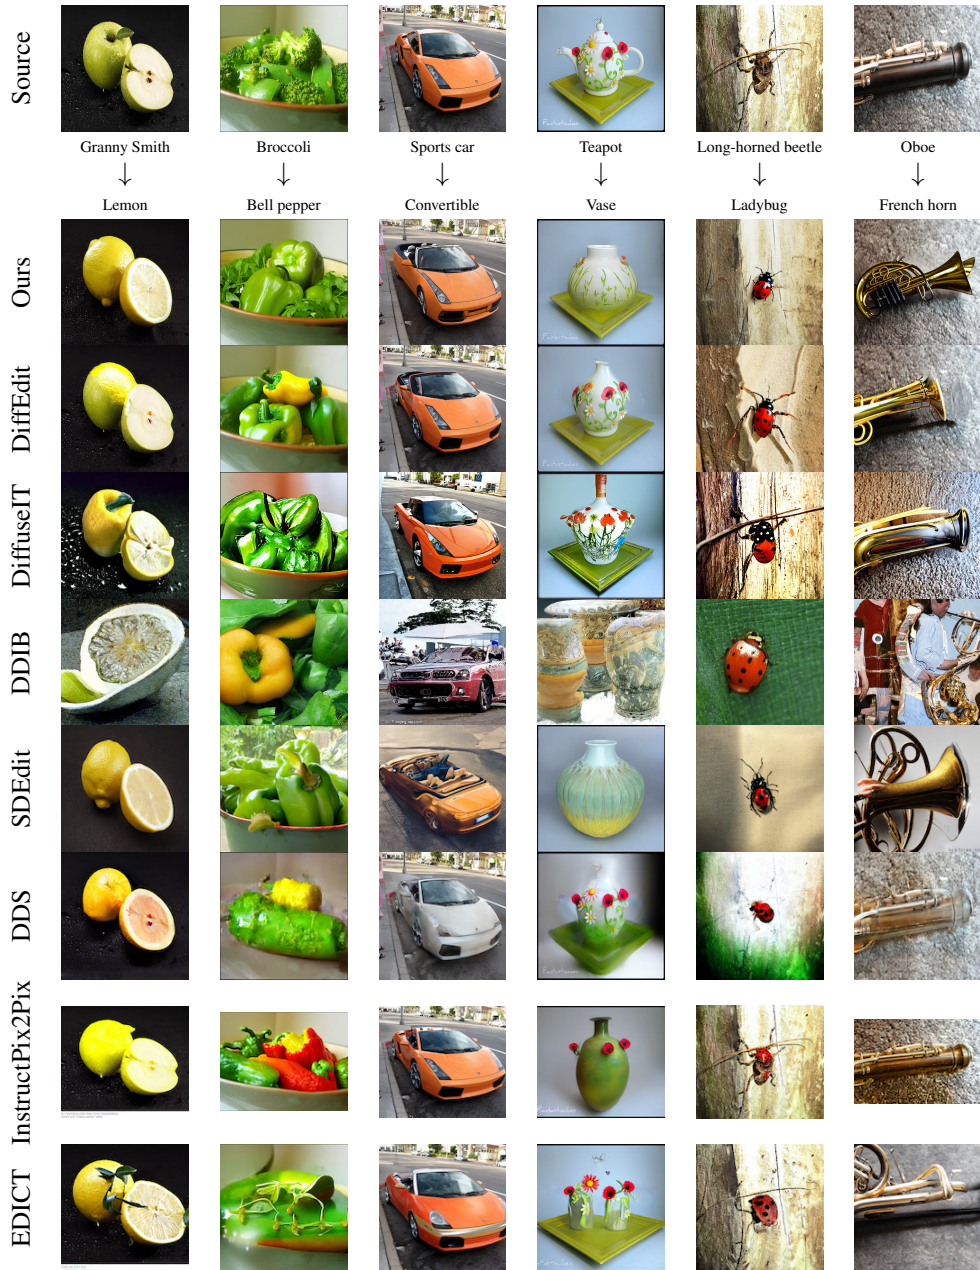 Source
Granny Smith
Broccoli
Sports car
Teapot
Long-horned beetle
Oboe
↓ ↓ ↓ ↓ ↓ ↓
Lemon
Bell pepper
Convertible
Vase
Ladybug
French horn
Ours
DiffEdit
DiffuseIT
DDIB
SDEdit
DDS
InstructPix2Pix
EDICT